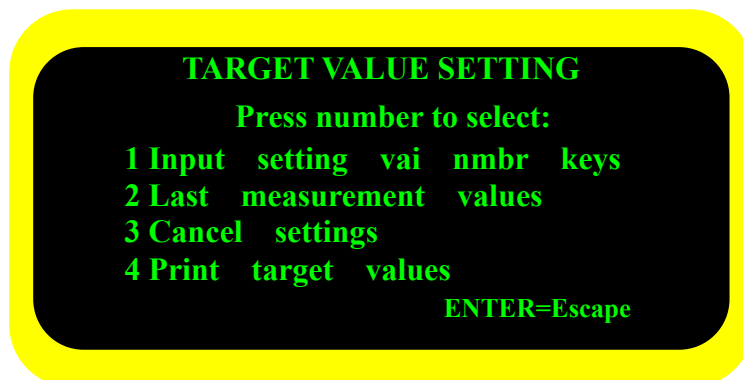 TARGET VALUE SETTING
Press number to select:
1 Input setting vai nmbr keys
2 Last measurement values
3 Cancel settings
4 Print target values
ENTER=Escape